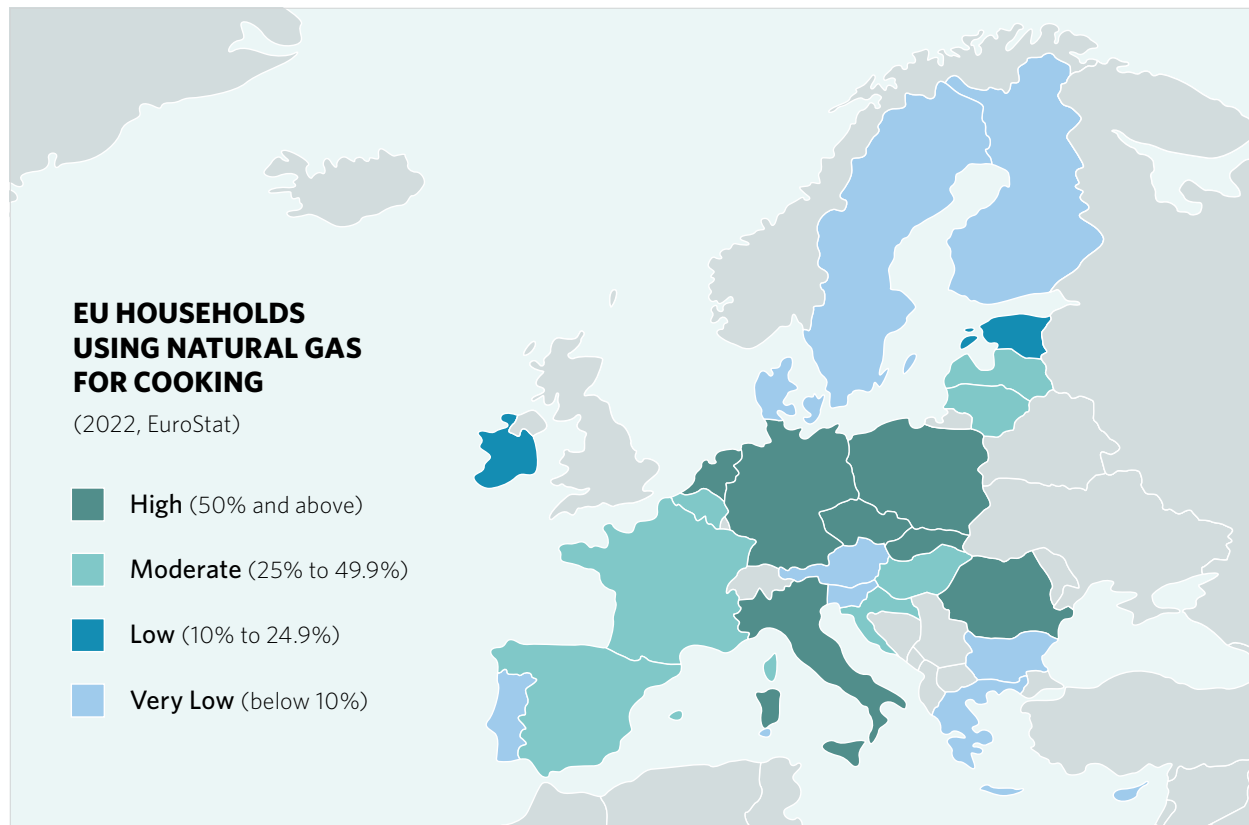 EU HOUSEHOLDS
USING NATURAL GAS
FOR COOKING
(2022, EuroStat)
High (50% and above)
Moderate (25% to 49.9%)
Low (10% to 24.9%)
Very Low (below 10%)